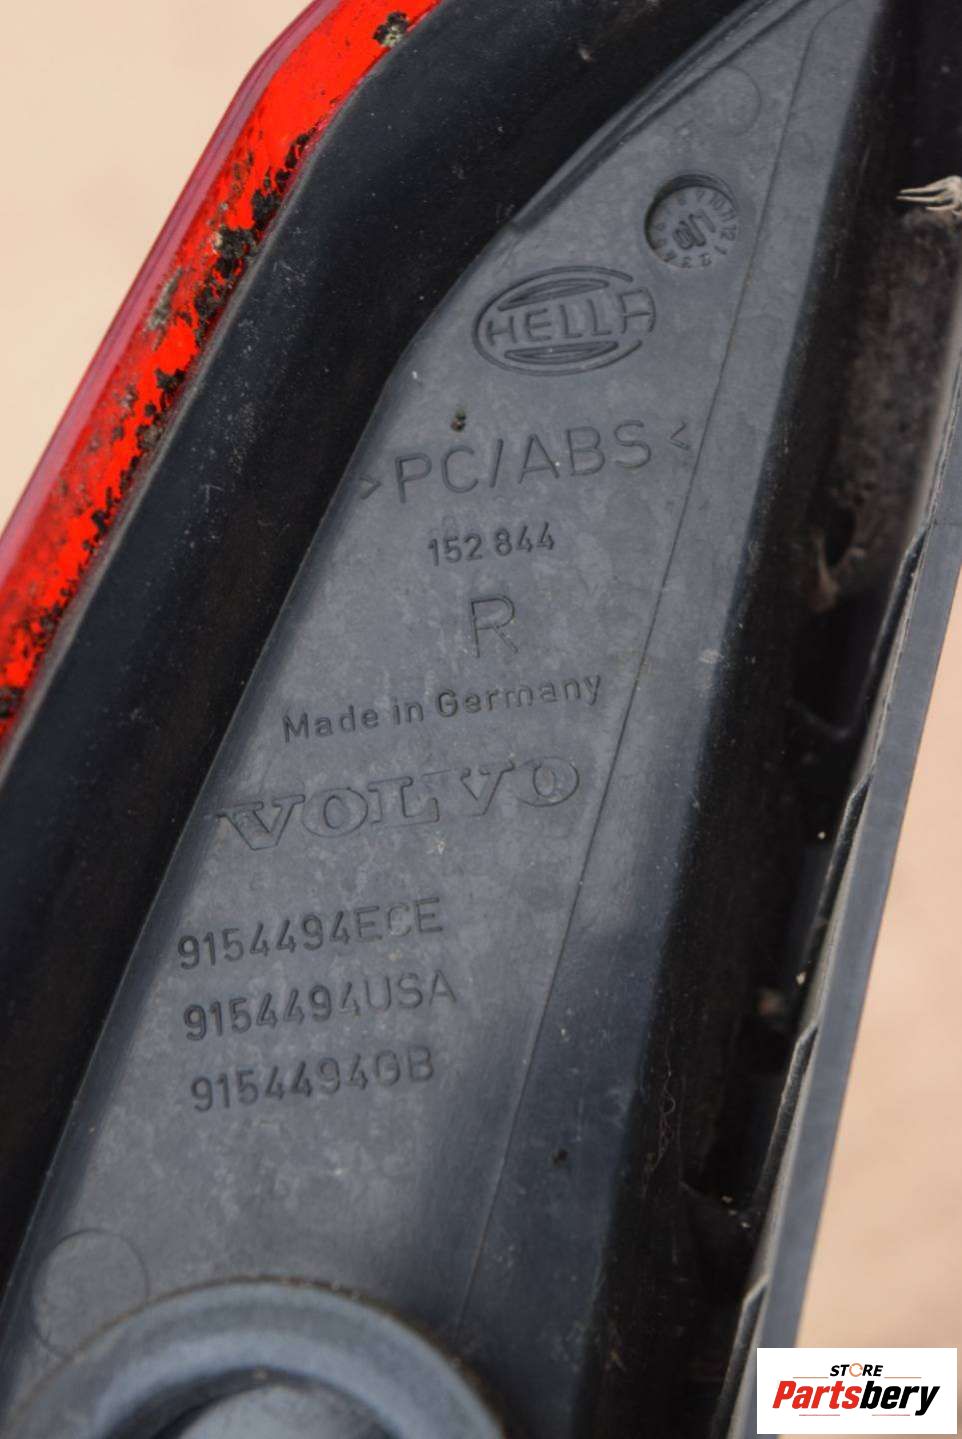 HELLA
>PC/ABS<
152 844
R
Made in Germany
VOLVO
9154494ECE
9154494USA
9154494GB
STORE
Partsbery